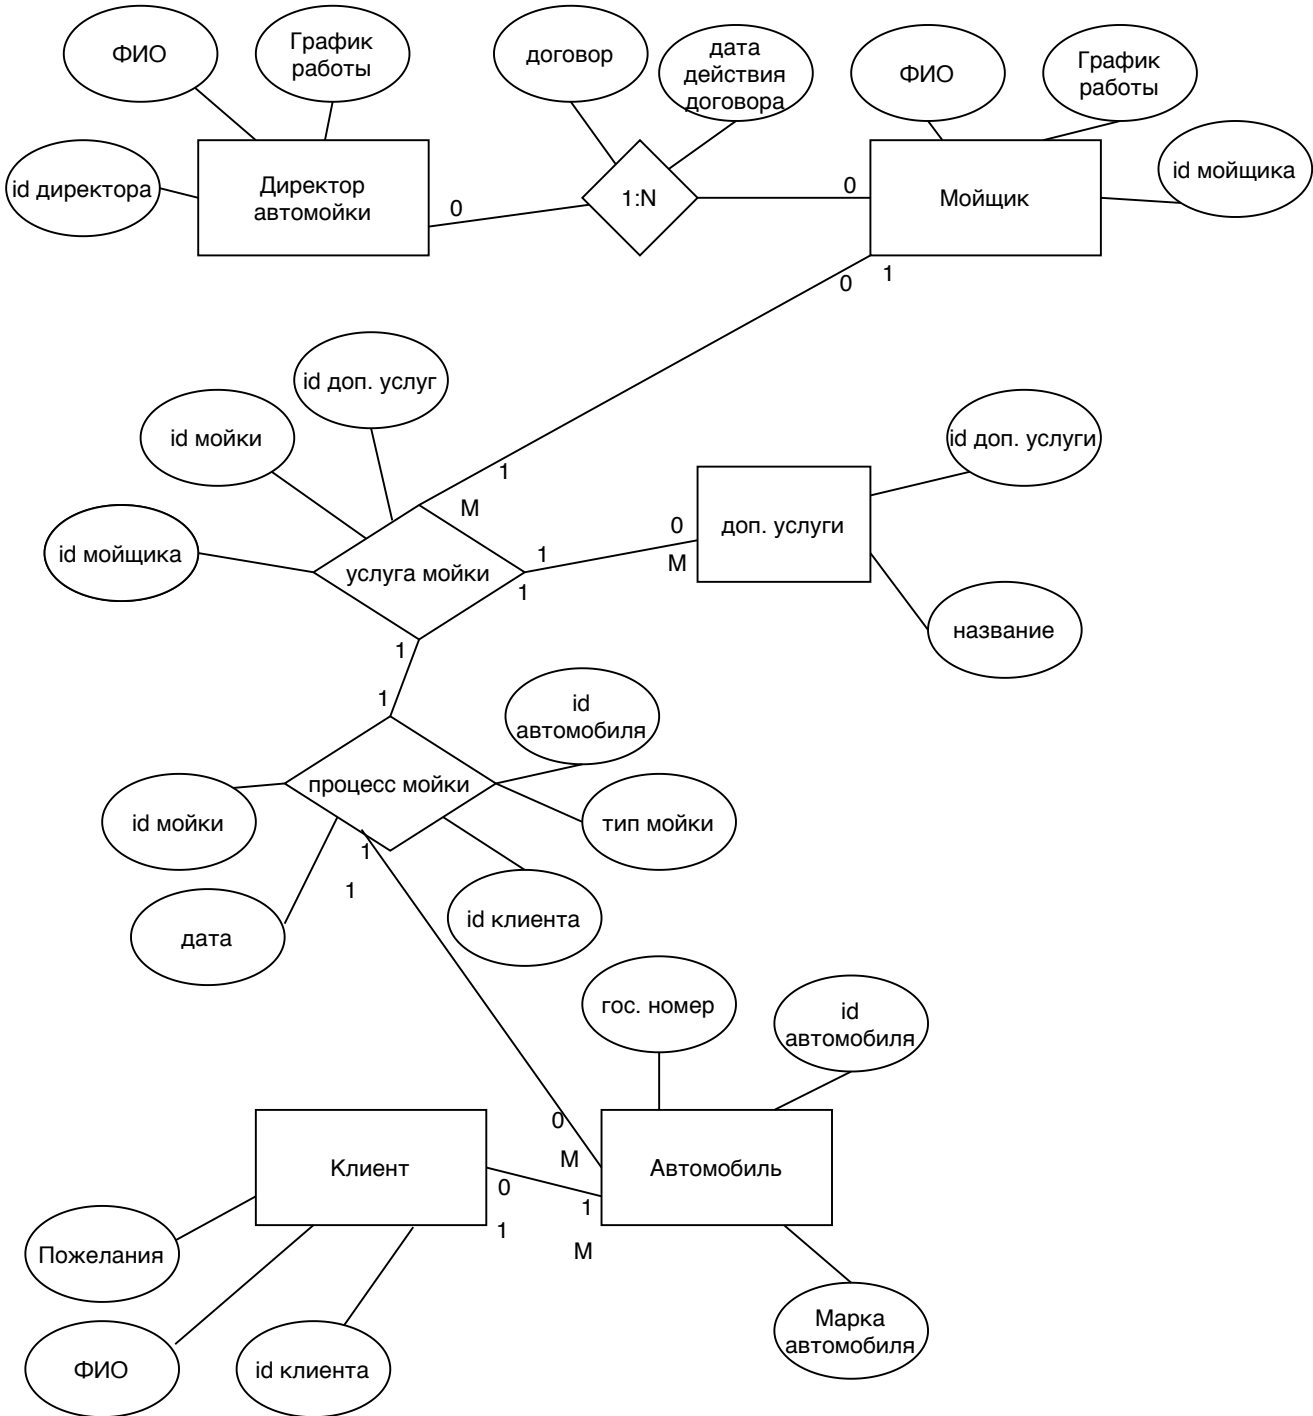 ФИО
График
работы
договор
дата
действия
договора
ФИО
График
работы
id директора
Директор
автомойки
0
1:N
0
Мойщик
id мойщика
0
1
id доп. услуг
id мойки
id доп. услуги
1
M
0
доп. услуги
id мойщика
услуга мойки
1
M
1
название
1
1
id
автомобиля
процесс мойки
id мойки
тип мойки
1
1
id клиента
дата
гос. номер
id
автомобиля
0
M
Клиент
Автомобиль
0
1
1
M
Пожелания
Марка
автомобиля
ФИО
id клиента